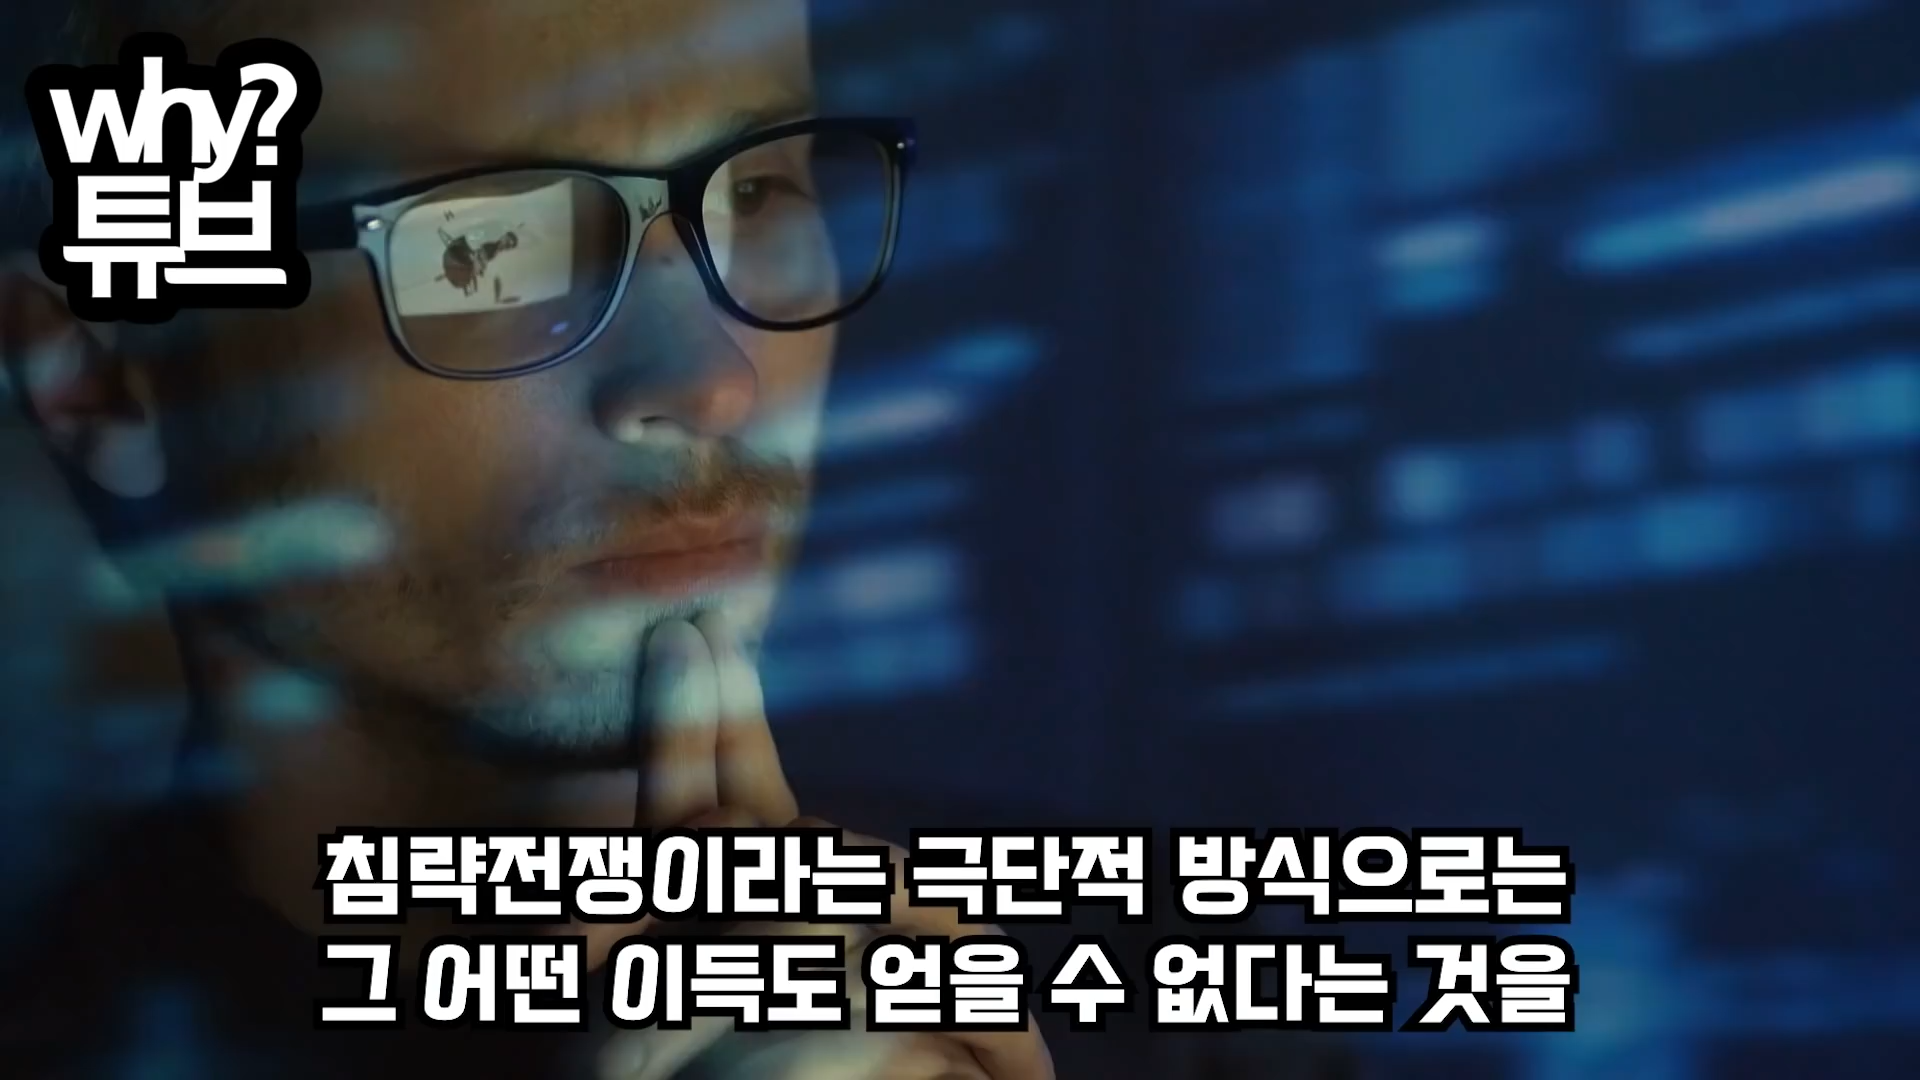 why?
튜브
침략전쟁이라는 극단적 방식으로는
그 어떤 이득도 얻을 수 없다는 것을